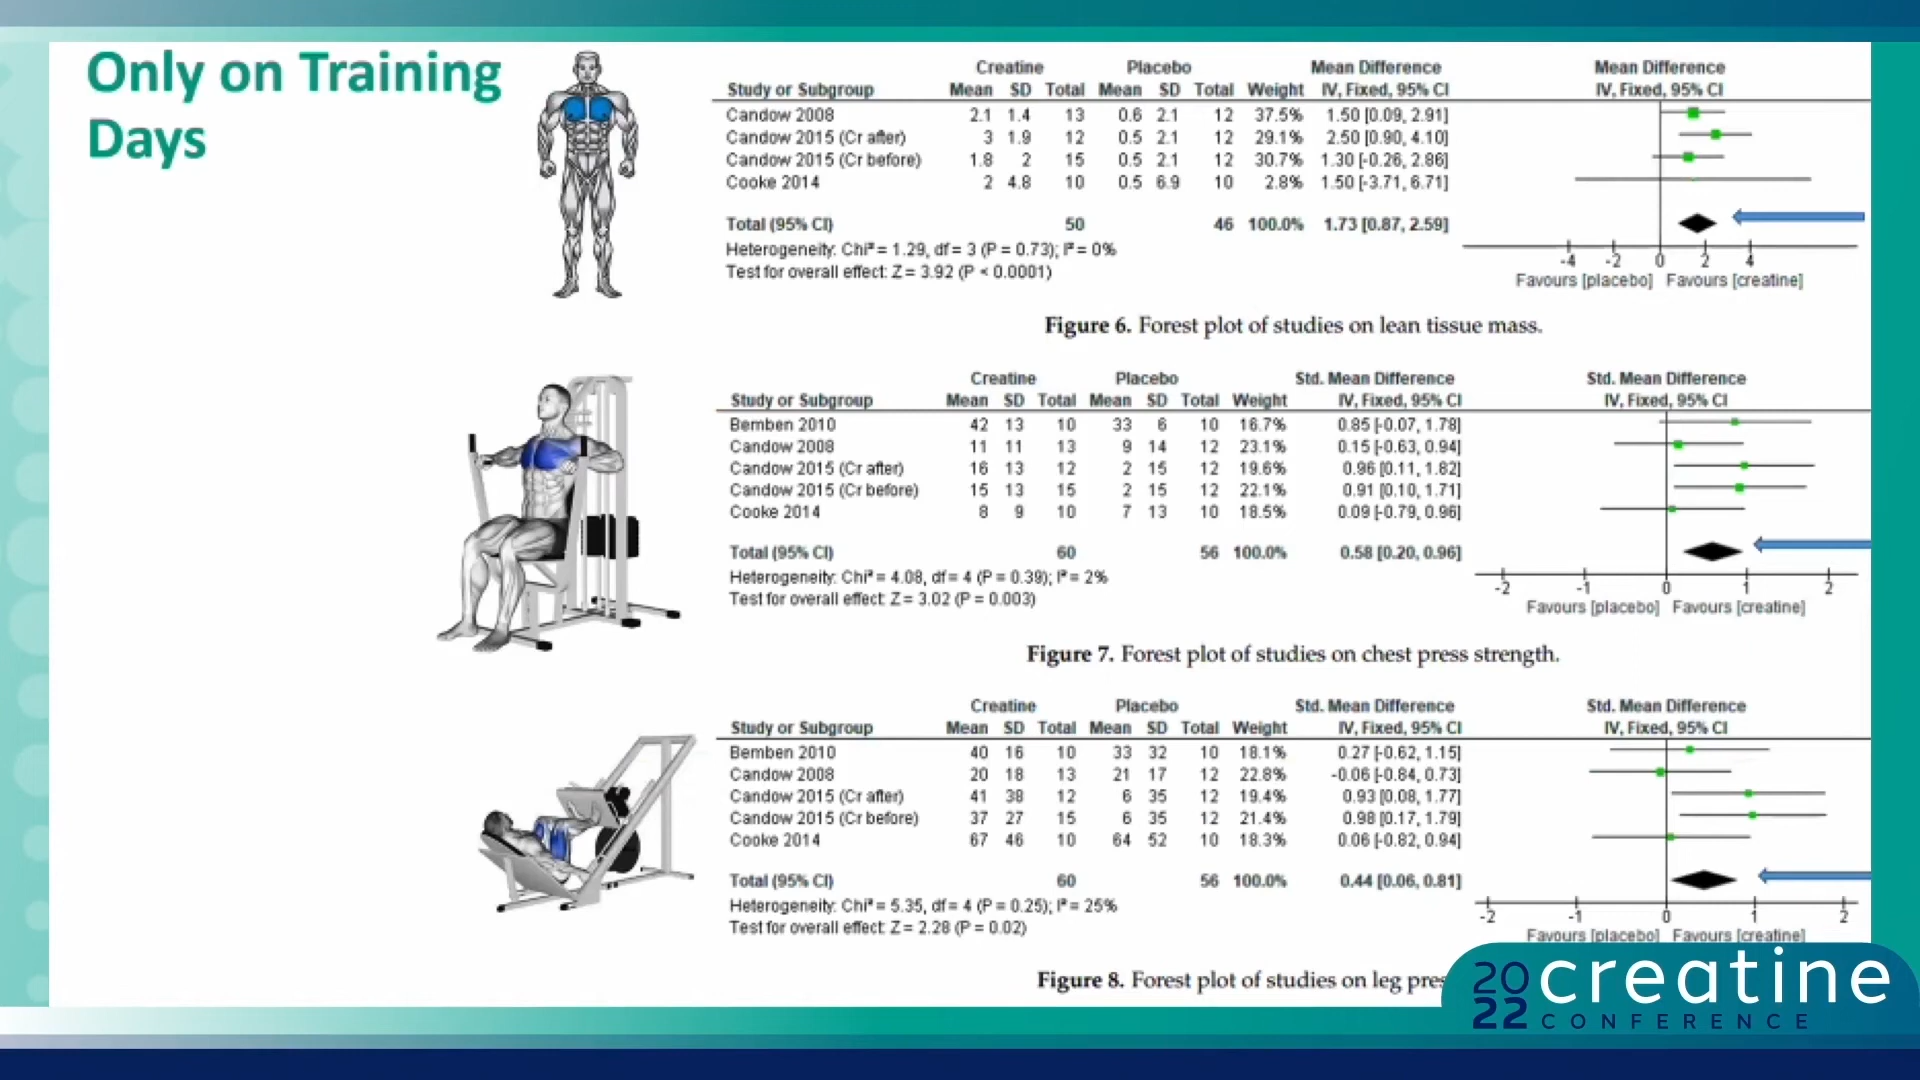 Only on Training
Days
Creatine Placebo Mean Difference Mean Difference
Study or Subgroup Mean SD Total Mean SD Total Weight IV, Fixed, 95% CI IV, Fixed, 95% CI
Candow 2008 2.1 1.4 13 0.6 2.1 12 37.5% 1.50 [0.09, 2.91]
Candow 2015 (Cr after) 3 1.9 12 0.5 2.1 12 29.1% 2.50 [0.90, 4.10]
Candow 2015 (Cr before) 1.8 2 15 0.5 2.1 12 30.7% 1.30 [-0.26, 2.86]
Cooke 2014 2 4.8 10 0.5 6.9 10 2.8% 1.50 [-3.71, 6.71]
Total (95% CI) 50 46 100.0% 1.73 [0.87, 2.59]
Heterogeneity: Chi² = 1.29, df = 3 (P = 0.73); I² = 0%
Test for overall effect: Z = 3.92 (P < 0.0001)
-4 -2 0 2 4
Favours [placebo] Favours [creatine]
Figure 6. Forest plot of studies on lean tissue mass.
Creatine Placebo Std. Mean Difference Std. Mean Difference
Study or Subgroup Mean SD Total Mean SD Total Weight IV, Fixed, 95% CI IV, Fixed, 95% CI
Bemben 2010 42 13 10 33 6 10 16.7% 0.85 [-0.07, 1.78]
Candow 2008 11 11 13 9 14 12 23.1% 0.15 [-0.63, 0.94]
Candow 2015 (Cr after) 16 13 12 2 15 12 19.6% 0.96 [0.11, 1.82]
Candow 2015 (Cr before) 15 13 15 2 15 12 22.1% 0.91 [0.10, 1.71]
Cooke 2014 8 9 10 7 13 10 18.5% 0.09 [-0.79, 0.96]
Total (95% CI) 60 56 100.0% 0.58 [0.20, 0.96]
Heterogeneity: Chi² = 4.08, df = 4 (P = 0.39); I² = 2%
Test for overall effect: Z = 3.02 (P = 0.003)
-2 -1 0 1 2
Favours [placebo] Favours [creatine]
Figure 7. Forest plot of studies on chest press strength.
Creatine Placebo Std. Mean Difference Std. Mean Difference
Study or Subgroup Mean SD Total Mean SD Total Weight IV, Fixed, 95% CI IV, Fixed, 95% CI
Bemben 2010 40 16 10 33 32 10 18.1% 0.27 [-0.62, 1.15]
Candow 2008 20 18 13 21 17 12 22.8% -0.06 [-0.84, 0.73]
Candow 2015 (Cr after) 41 38 12 6 35 12 19.4% 0.93 [0.08, 1.77]
Candow 2015 (Cr before) 37 27 15 6 35 12 21.4% 0.98 [0.17, 1.79]
Cooke 2014 67 46 10 64 52 10 18.3% 0.06 [-0.82, 0.94]
Total (95% CI) 60 56 100.0% 0.44 [0.06, 0.81]
Heterogeneity: Chi² = 5.35, df = 4 (P = 0.25); I² = 25%
Test for overall effect: Z = 2.28 (P = 0.02)
-2 -1 0 1 2
Favours [placebo] Favours [creatine]
Figure 8. Forest plot of studies on leg pres
2022 creatine
CONFERENCE